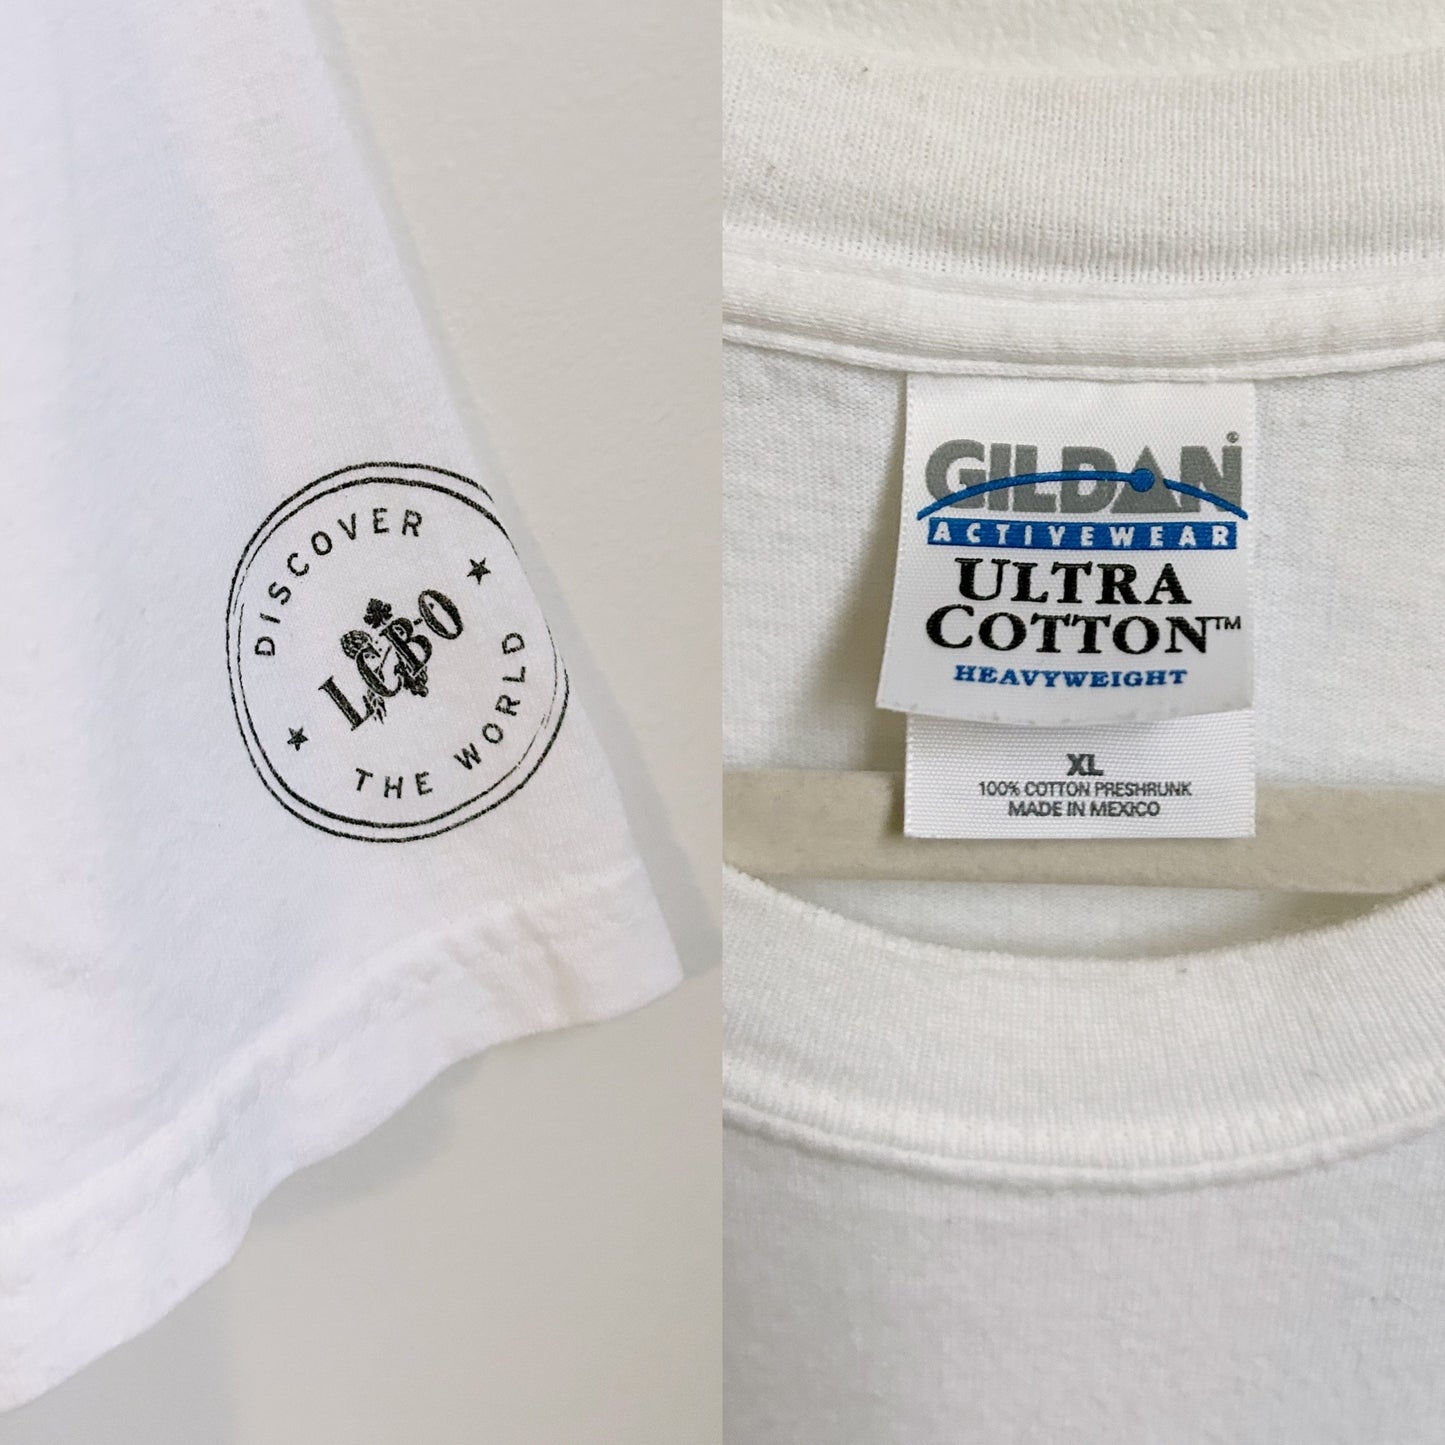 DISCOVER
LCBO
THE WORLD
GILDAN®
ACTIVEWEAR
ULTRA
COTTON™
HEAVYWEIGHT
XL
100% COTTON PRESHRUNK
MADE IN MEXICO